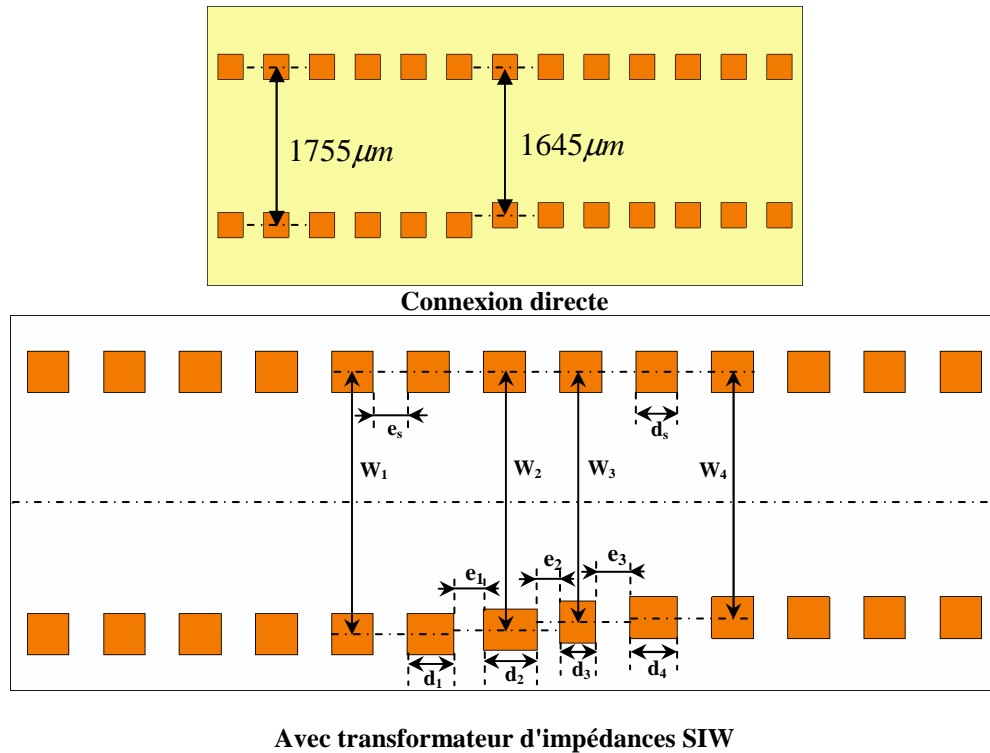 1755μm
1645μm
Connexion directe
es
ds
W1
W2
W3
W4
e1
e2
e3
d1
d2
d3
d4
Avec transformateur d'impédances SIW